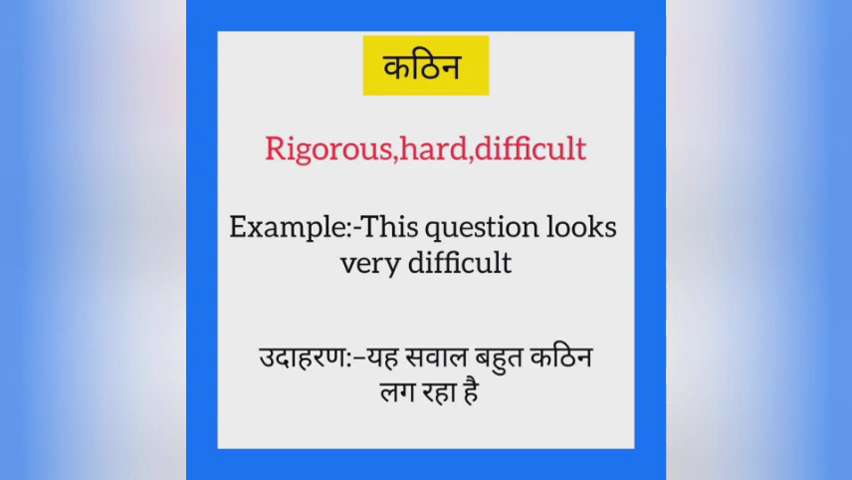 कठिन
Rigorous,hard,difficult
Example:-This question looks
very difficult
उदाहरण:–यह सवाल बहुत कठिन
लग रहा है